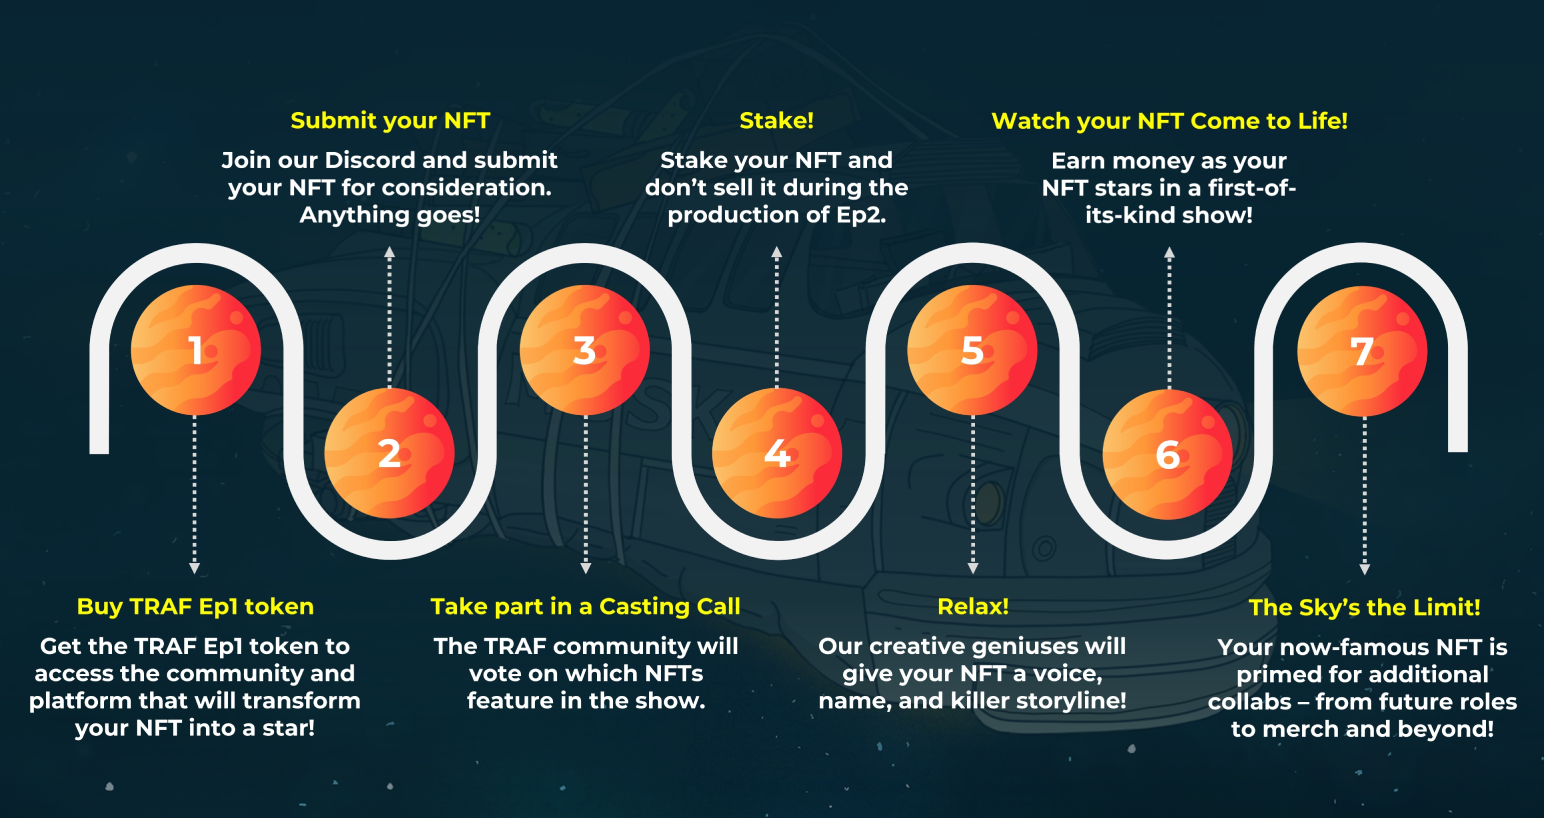 1
Buy TRAF Ep1 token
Get the TRAF Ep1 token to
access the community and
platform that will transform
your NFT into a star!
2
Submit your NFT
Join our Discord and submit
your NFT for consideration.
Anything goes!
3
Take part in a Casting Call
The TRAF community will
vote on which NFTs
feature in the show.
4
Stake!
Stake your NFT and
don’t sell it during the
production of Ep2.
5
Relax!
Our creative geniuses will
give your NFT a voice,
name, and killer storyline!
6
Watch your NFT Come to Life!
Earn money as your
NFT stars in a first-of-
its-kind show!
7
The Sky’s the Limit!
Your now-famous NFT is
primed for additional
collabs – from future roles
to merch and beyond!